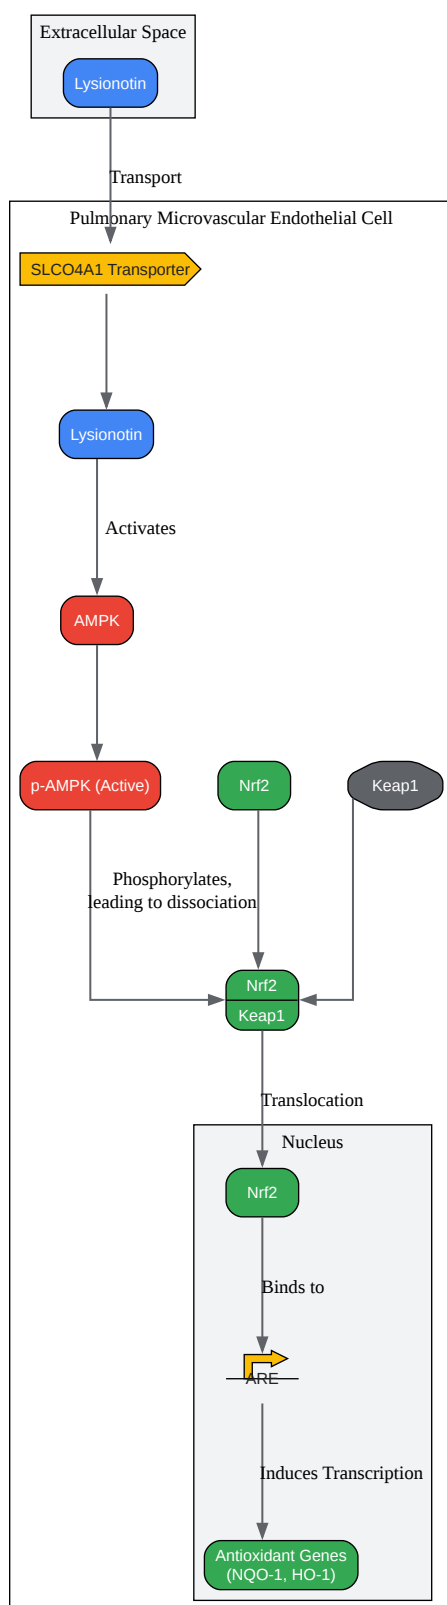 Extracellular Space
Lysionotin
Transport
Pulmonary Microvascular Endothelial Cell
SLCO4A1 Transporter
Lysionotin
Activates
AMPK
p-AMPK (Active)
Nrf2
Keap1
Phosphorylates,
leading to dissociation
Nrf2
Keap1
Translocation
Nucleus
Nrf2
Binds to
ARE
Induces Transcription
Antioxidant Genes
(NQO-1, HO-1)